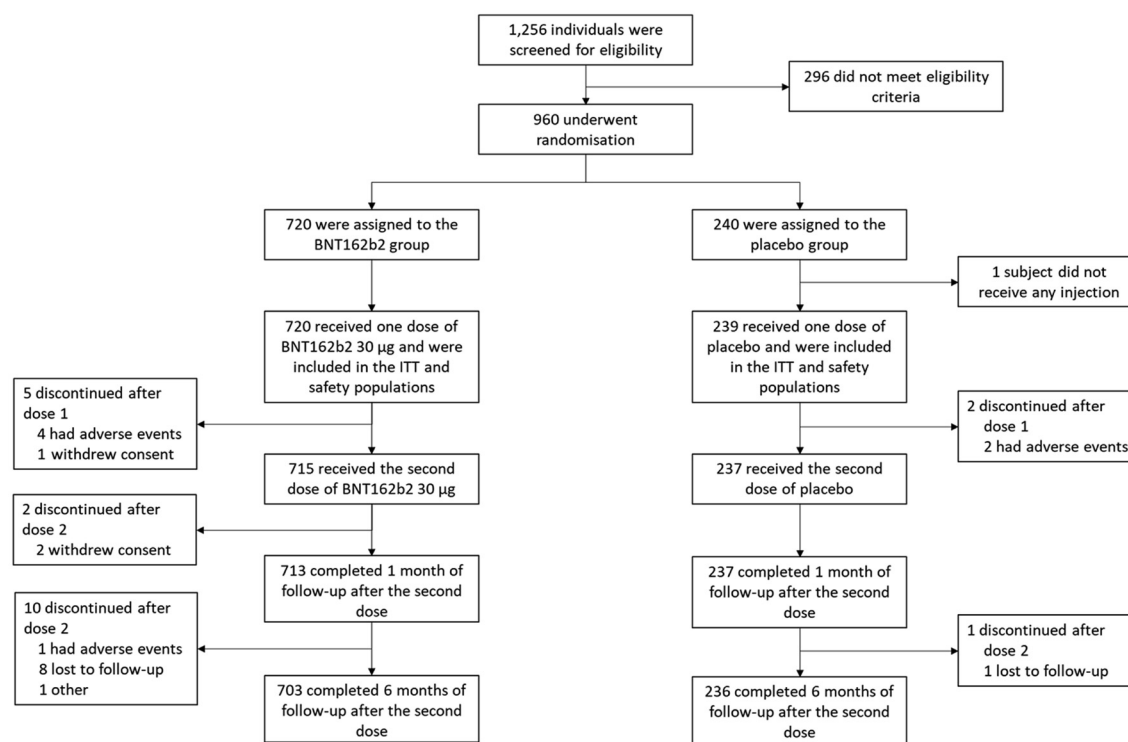 1,256 individuals were
screened for eligibility
296 did not meet eligibility
criteria
960 underwent
randomisation
720 were assigned to the
BNT162b2 group
240 were assigned to the
placebo group
1 subject did not
receive any injection
720 received one dose of
BNT162b2 30 µg and were
included in the ITT and
safety populations
239 received one dose of
placebo and were included
in the ITT and safety
populations
5 discontinued after
dose 1
4 had adverse events
1 withdrew consent
2 discontinued after
dose 1
2 had adverse events
715 received the second
dose of BNT162b2 30 µg
237 received the second
dose of placebo
2 discontinued after
dose 2
2 withdrew consent
713 completed 1 month of
follow-up after the second
dose
237 completed 1 month of
follow-up after the second
dose
10 discontinued after
dose 2
1 had adverse events
8 lost to follow-up
1 other
1 discontinued after
dose 2
1 lost to follow-up
703 completed 6 months of
follow-up after the second
dose
236 completed 6 months of
follow-up after the second
dose